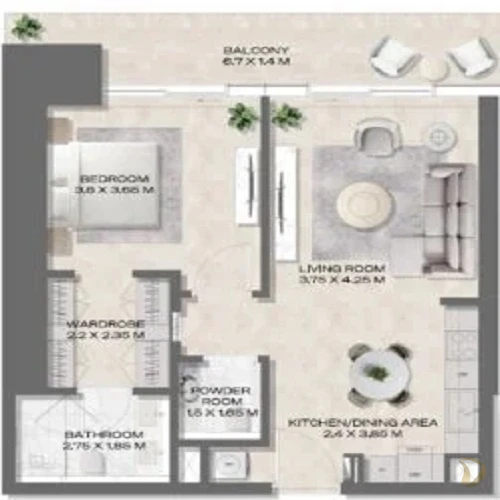 BALCONY
6.7 X 1.4 M
BEDROOM
3.6 X 3.65 M
LIVING ROOM
3.75 X 4.25 M
WARDROBE
2.2 X 2.35 M
POWDER
ROOM
1.5 X 1.65 M
KITCHEN/DINING AREA
2.4 X 3.85 M
BATHROOM
2.75 X 1.85 M